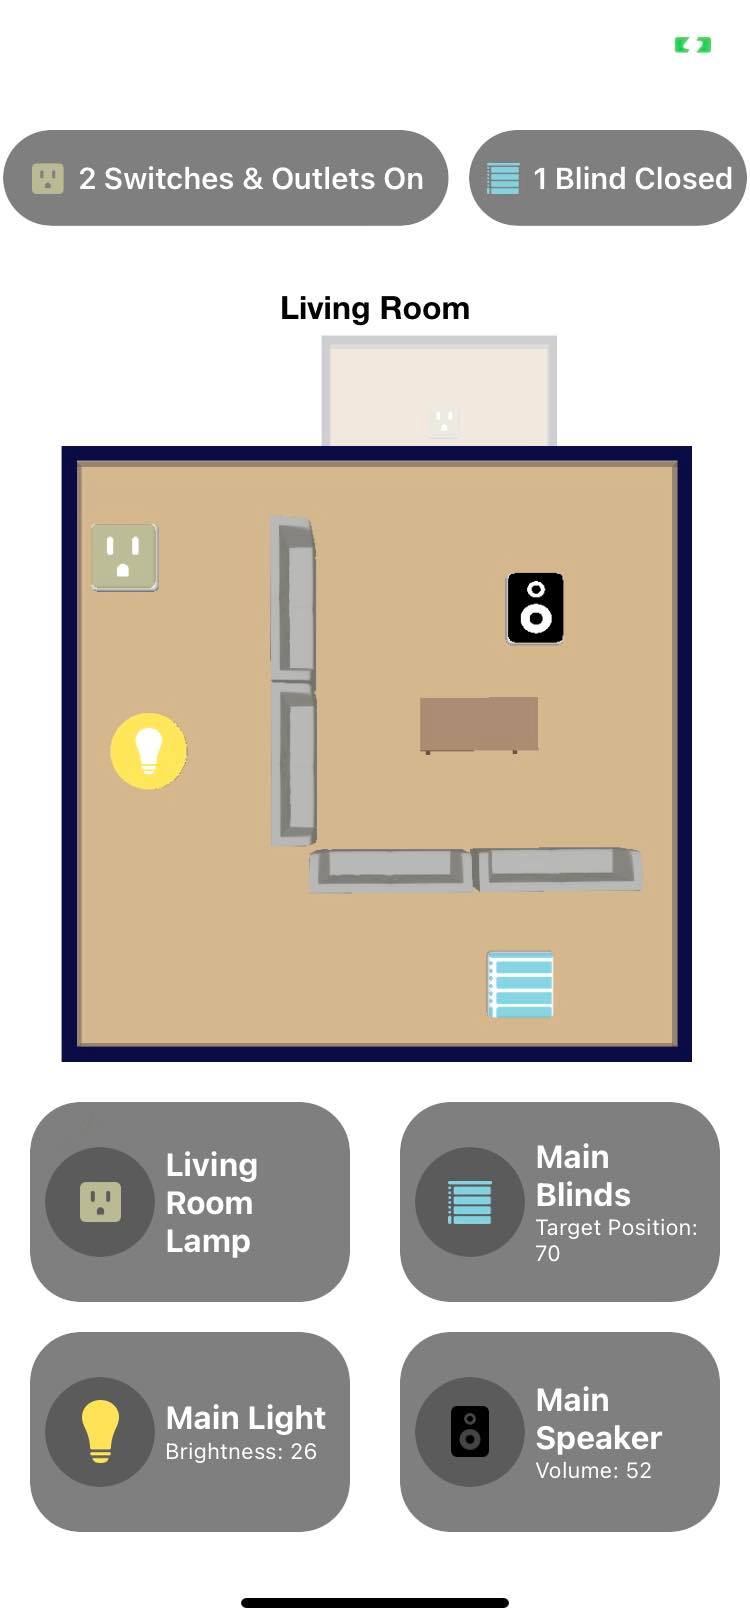 2 Switches & Outlets On
1 Blind Closed
Living Room
Living
Room
Lamp
Main
Blinds
Target Position:
70
Main Light
Brightness: 26
Main
Speaker
Volume: 52